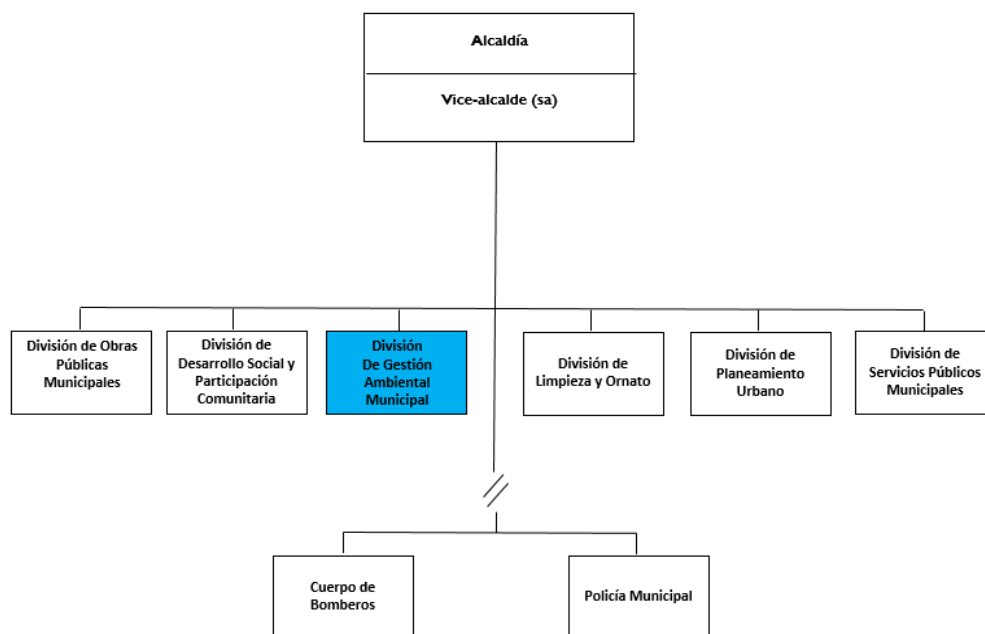 Alcaldía
Vice-alcalde (sa)
División de Obras
Públicas
Municipales
División de
Desarrollo Social y
Participación
Comunitaria
División
De Gestión
Ambiental
Municipal
División de
Limpieza y Ornato
División de
Planeamiento
Urbano
División de
Servicios Públicos
Municipales
Cuerpo de
Bomberos
Policía Municipal